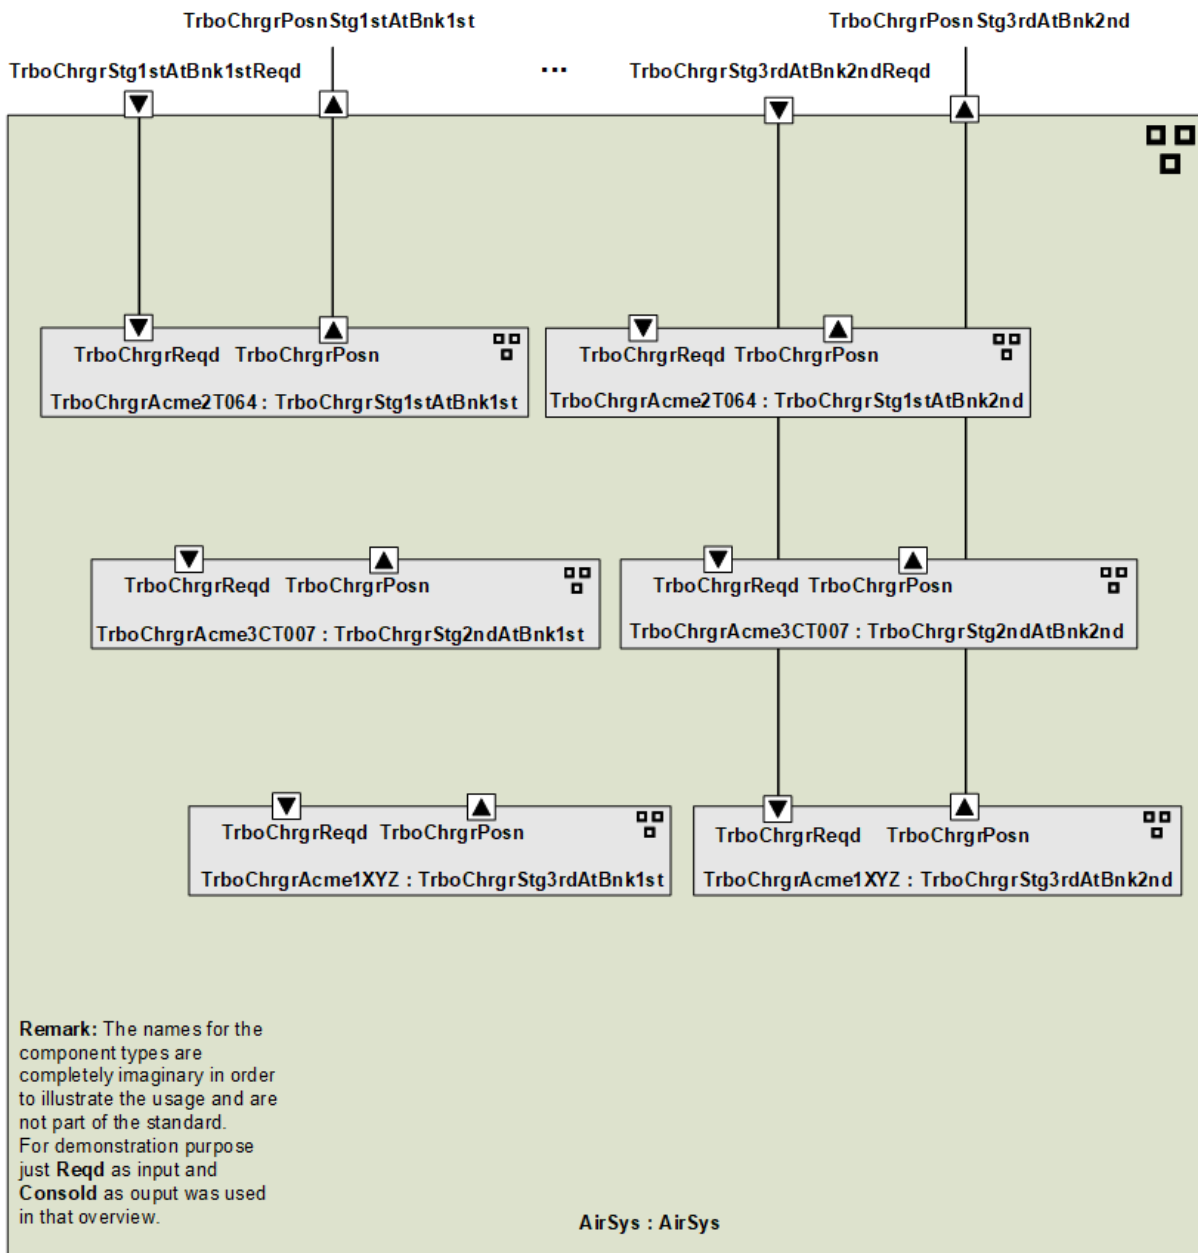 TrboChrgrPosnStg1stAtBnk1st
TrboChrgrPosnStg3rdAtBnk2nd
TrboChrgrStg1stAtBnk1stReqd
...
TrboChrgrStg3rdAtBnk2ndReqd
TrboChrgrReqd TrboChrgrPosn
TrboChrgrAcme2T064 : TrboChrgrStg1stAtBnk1st
TrboChrgrReqd TrboChrgrPosn
TrboChrgrAcme2T064 : TrboChrgrStg1stAtBnk2nd
TrboChrgrReqd TrboChrgrPosn
TrboChrgrAcme3CT007 : TrboChrgrStg2ndAtBnk1st
TrboChrgrReqd TrboChrgrPosn
TrboChrgrAcme3CT007 : TrboChrgrStg2ndAtBnk2nd
TrboChrgrReqd TrboChrgrPosn
TrboChrgrAcme1XYZ : TrboChrgrStg3rdAtBnk1st
TrboChrgrReqd TrboChrgrPosn
TrboChrgrAcme1XYZ : TrboChrgrStg3rdAtBnk2nd
Remark: The names for the
component types are
completely imaginary in order
to illustrate the usage and are
not part of the standard.
For demonstration purpose
just Reqd as input and
Consold as ouput was used
in that overview.
AirSys : AirSys